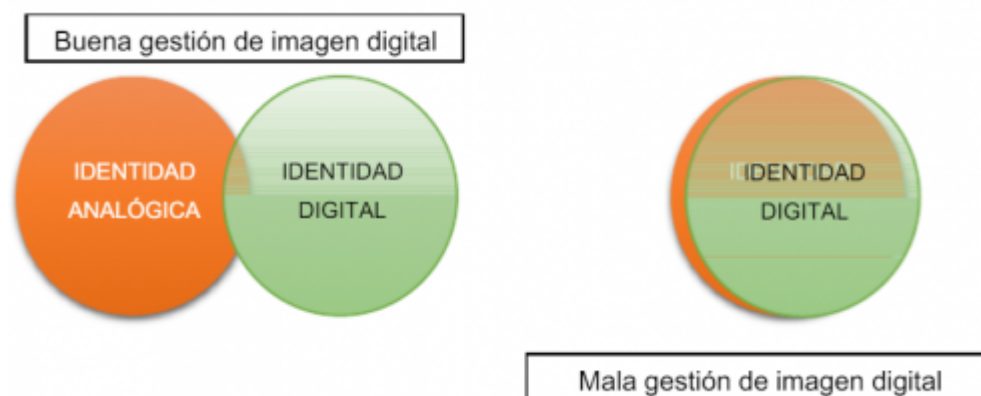 Buena gestión de imagen digital
IDENTIDAD
ANALÓGICA
IDENTIDAD
DIGITAL
IDENTIDAD
DIGITAL
Mala gestión de imagen digital